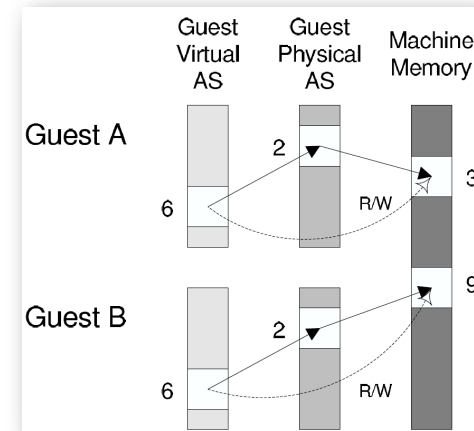 Guest
Virtual
AS
Guest
Physical
AS
Machine
Memory
Guest A
2
3
6
R/W
9
Guest B
2
6
R/W